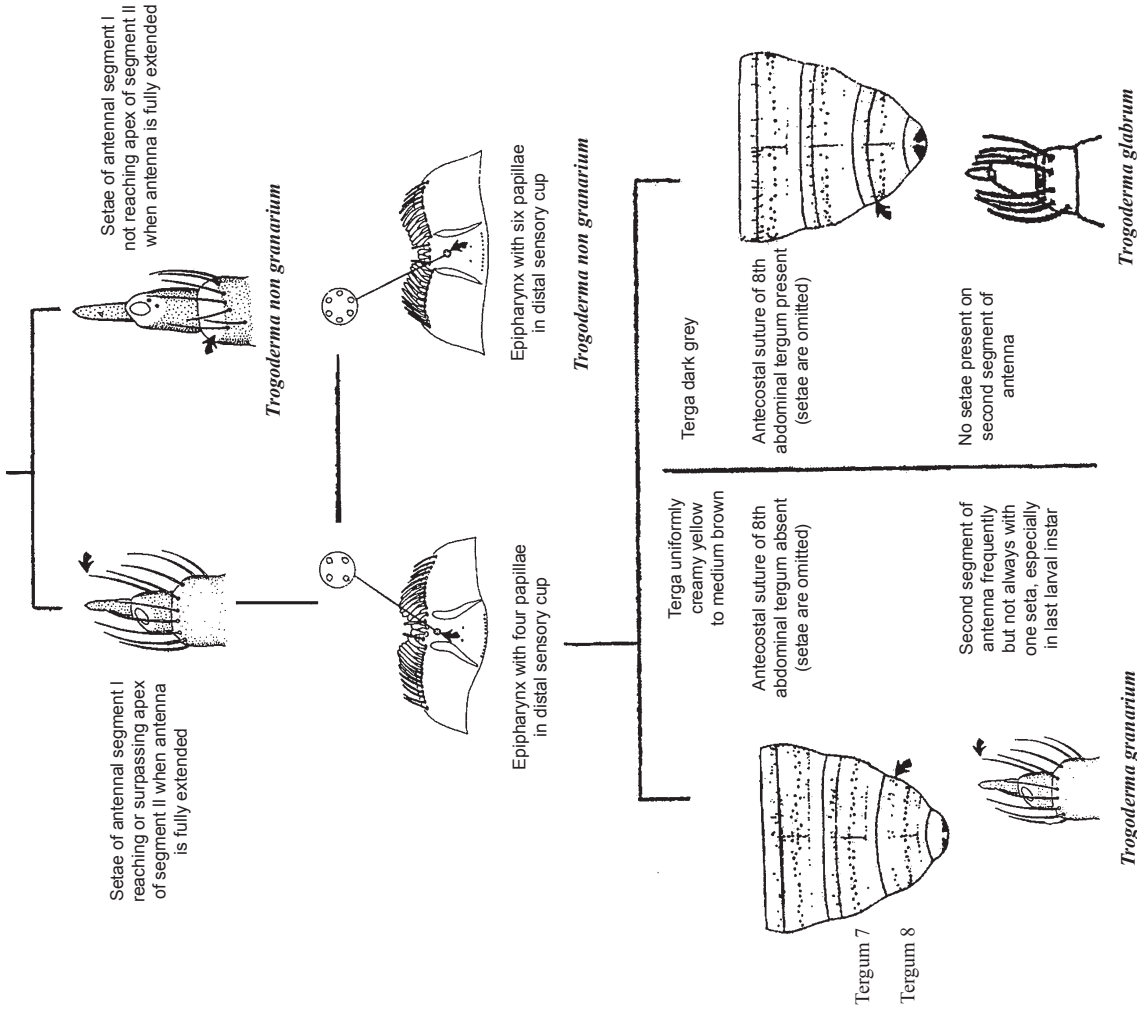 Setae of antennal segment I
reaching or surpassing apex
of segment II when antenna
is fully extended
Setae of antennal segment I
not reaching apex of segment II
when antenna is fully extended
Trogoderma non granarium
Epipharynx with four papillae
in distal sensory cup
Epipharynx with six papillae
in distal sensory cup
Trogoderma non granarium
Terga uniformly
creamy yellow
to medium brown
Terga dark grey
Tergum 7
Tergum 8
Antecostal suture of 8th
abdominal tergum absent
(setae are omitted)
Antecostal suture of 8th
abdominal tergum present
(setae are omitted)
Second segment of
antenna frequently
but not always with
one seta, especially
in last larval instar
No setae present on
second segment of
antenna
Trogoderma granarium
Trogoderma glabrum